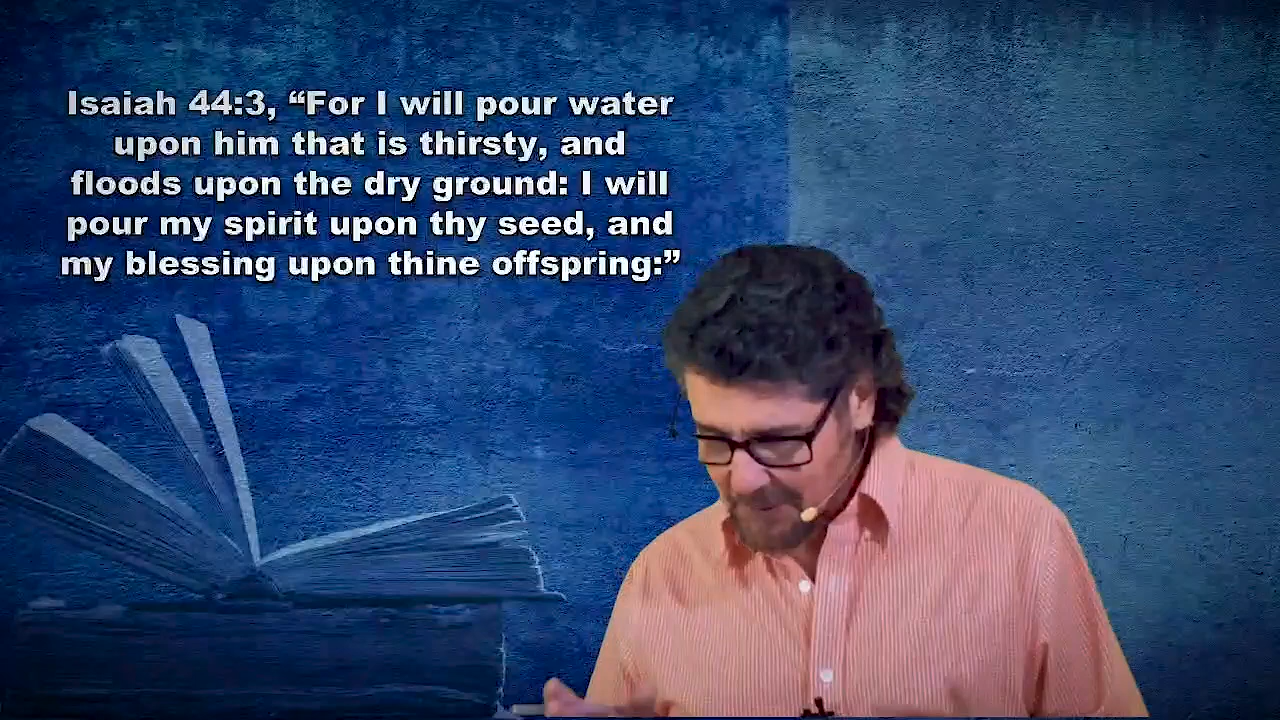 Isaiah 44:3, “For I will pour water
upon him that is thirsty, and
floods upon the dry ground: I will
pour my spirit upon thy seed, and
my blessing upon thine offspring:”